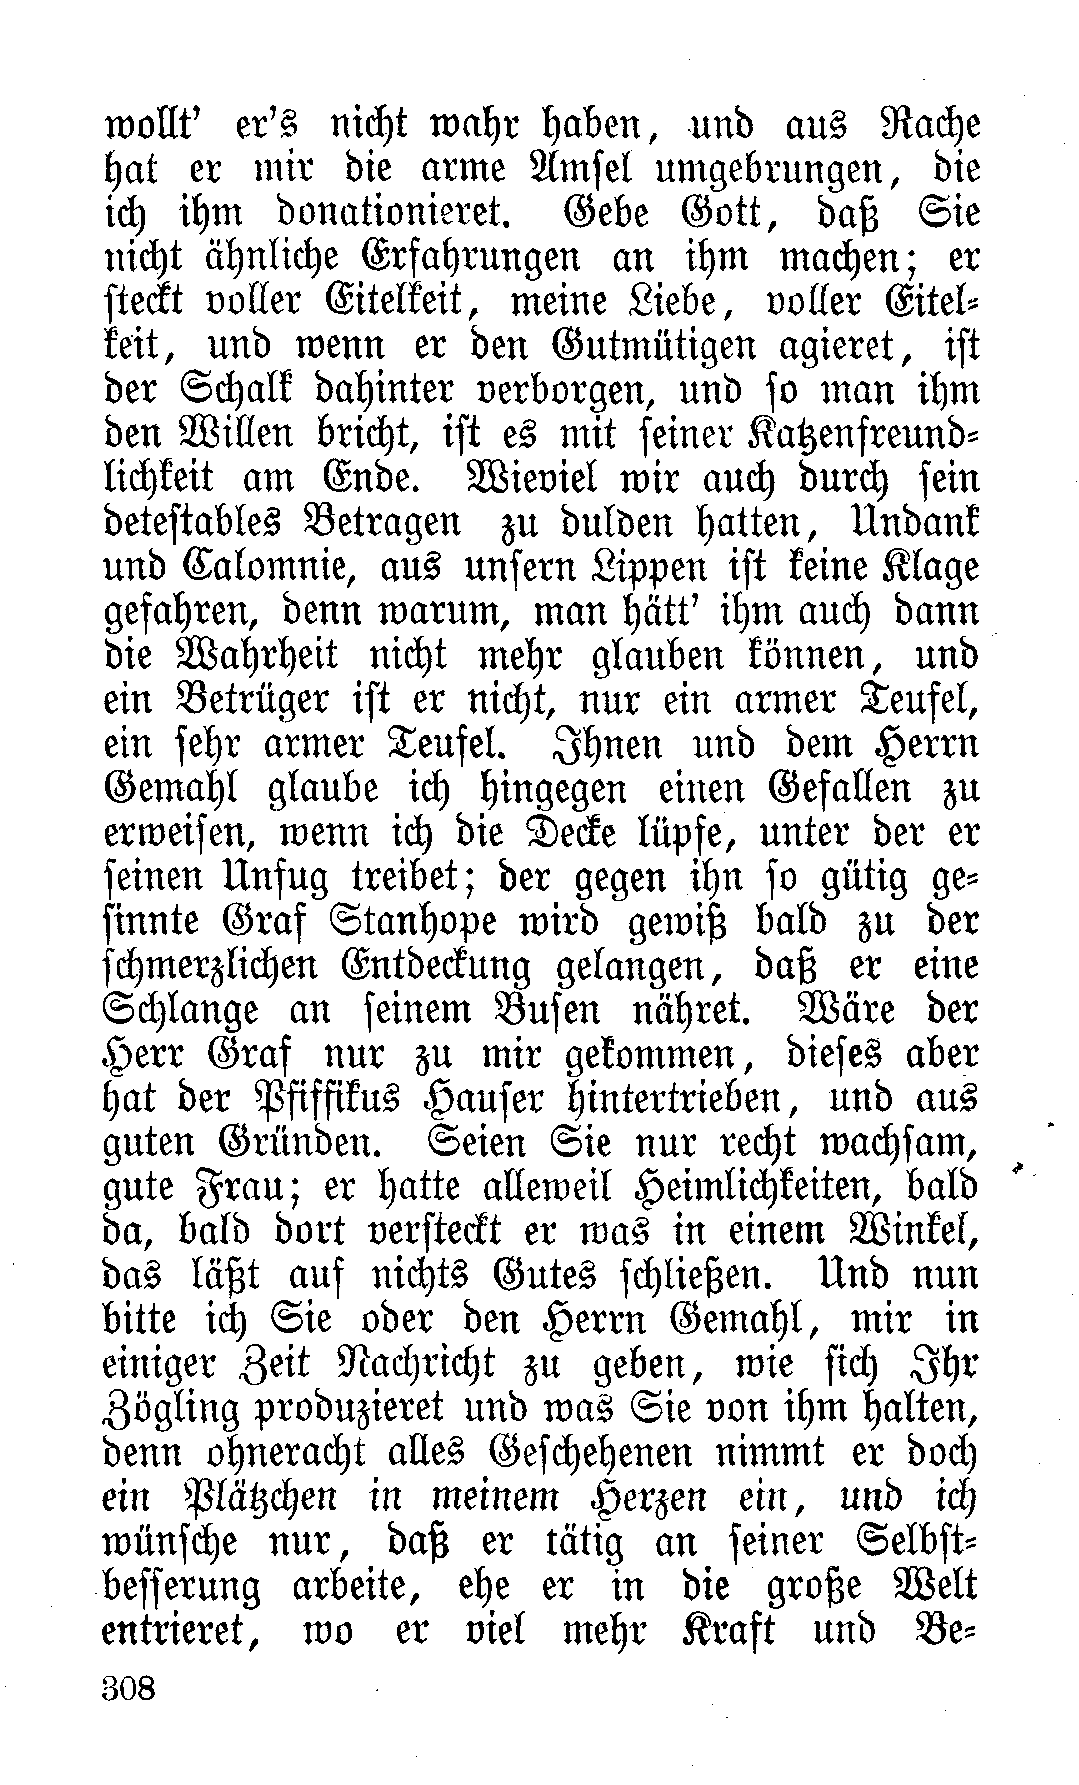 wollt' er's nicht wahr haben, und aus Rache
hat er mir die arme Amsel umgebrungen, die
ich ihm donationieret. Gebe Gott, daß Sie
nicht ähnliche Erfahrungen an ihm machen; er
steckt voller Eitelkeit, meine Liebe, voller Eitel-
keit, und wenn er den Gutmütigen agieret, ist
der Schalk dahinter verborgen, und so man ihm
den Willen bricht, ist es mit seiner Katzenfreund-
lichkeit am Ende. Wieviel wir auch durch sein
detestables Betragen zu dulden hatten, Undank
und Calomnie, aus unsern Lippen ist keine Klage
gefahren, denn warum, man hätt' ihm auch dann
die Wahrheit nicht mehr glauben können, und
ein Betrüger ist er nicht, nur ein armer Teufel,
ein sehr armer Teufel. Ihnen und dem Herrn
Gemahl glaube ich hingegen einen Gefallen zu
erweisen, wenn ich die Decke lüpfe, unter der er
seinen Unfug treibet; der gegen ihn so gütig ge-
sinnte Graf Stanhope wird gewiß bald zu der
schmerzlichen Entdeckung gelangen, daß er eine
Schlange an seinem Busen nähret. Wäre der
Herr Graf nur zu mir gekommen, dieses aber
hat der Pfiffikus Hauser hintertrieben, und aus
guten Gründen. Seien Sie nur recht wachsam,
gute Frau; er hatte alleweil Heimlichkeiten, bald
da, bald dort versteckt er was in einem Winkel,
das läßt auf nichts Gutes schließen. Und nun
bitte ich Sie oder den Herrn Gemahl, mir in
einiger Zeit Nachricht zu geben, wie sich Ihr
Zögling produzieret und was Sie von ihm halten,
denn ohneracht alles Geschehenen nimmt er doch
ein Plätzchen in meinem Herzen ein, und ich
wünsche nur, daß er tätig an seiner Selbst-
besserung arbeite, ehe er in die große Welt
entrieret, wo er viel mehr Kraft und Be-
308